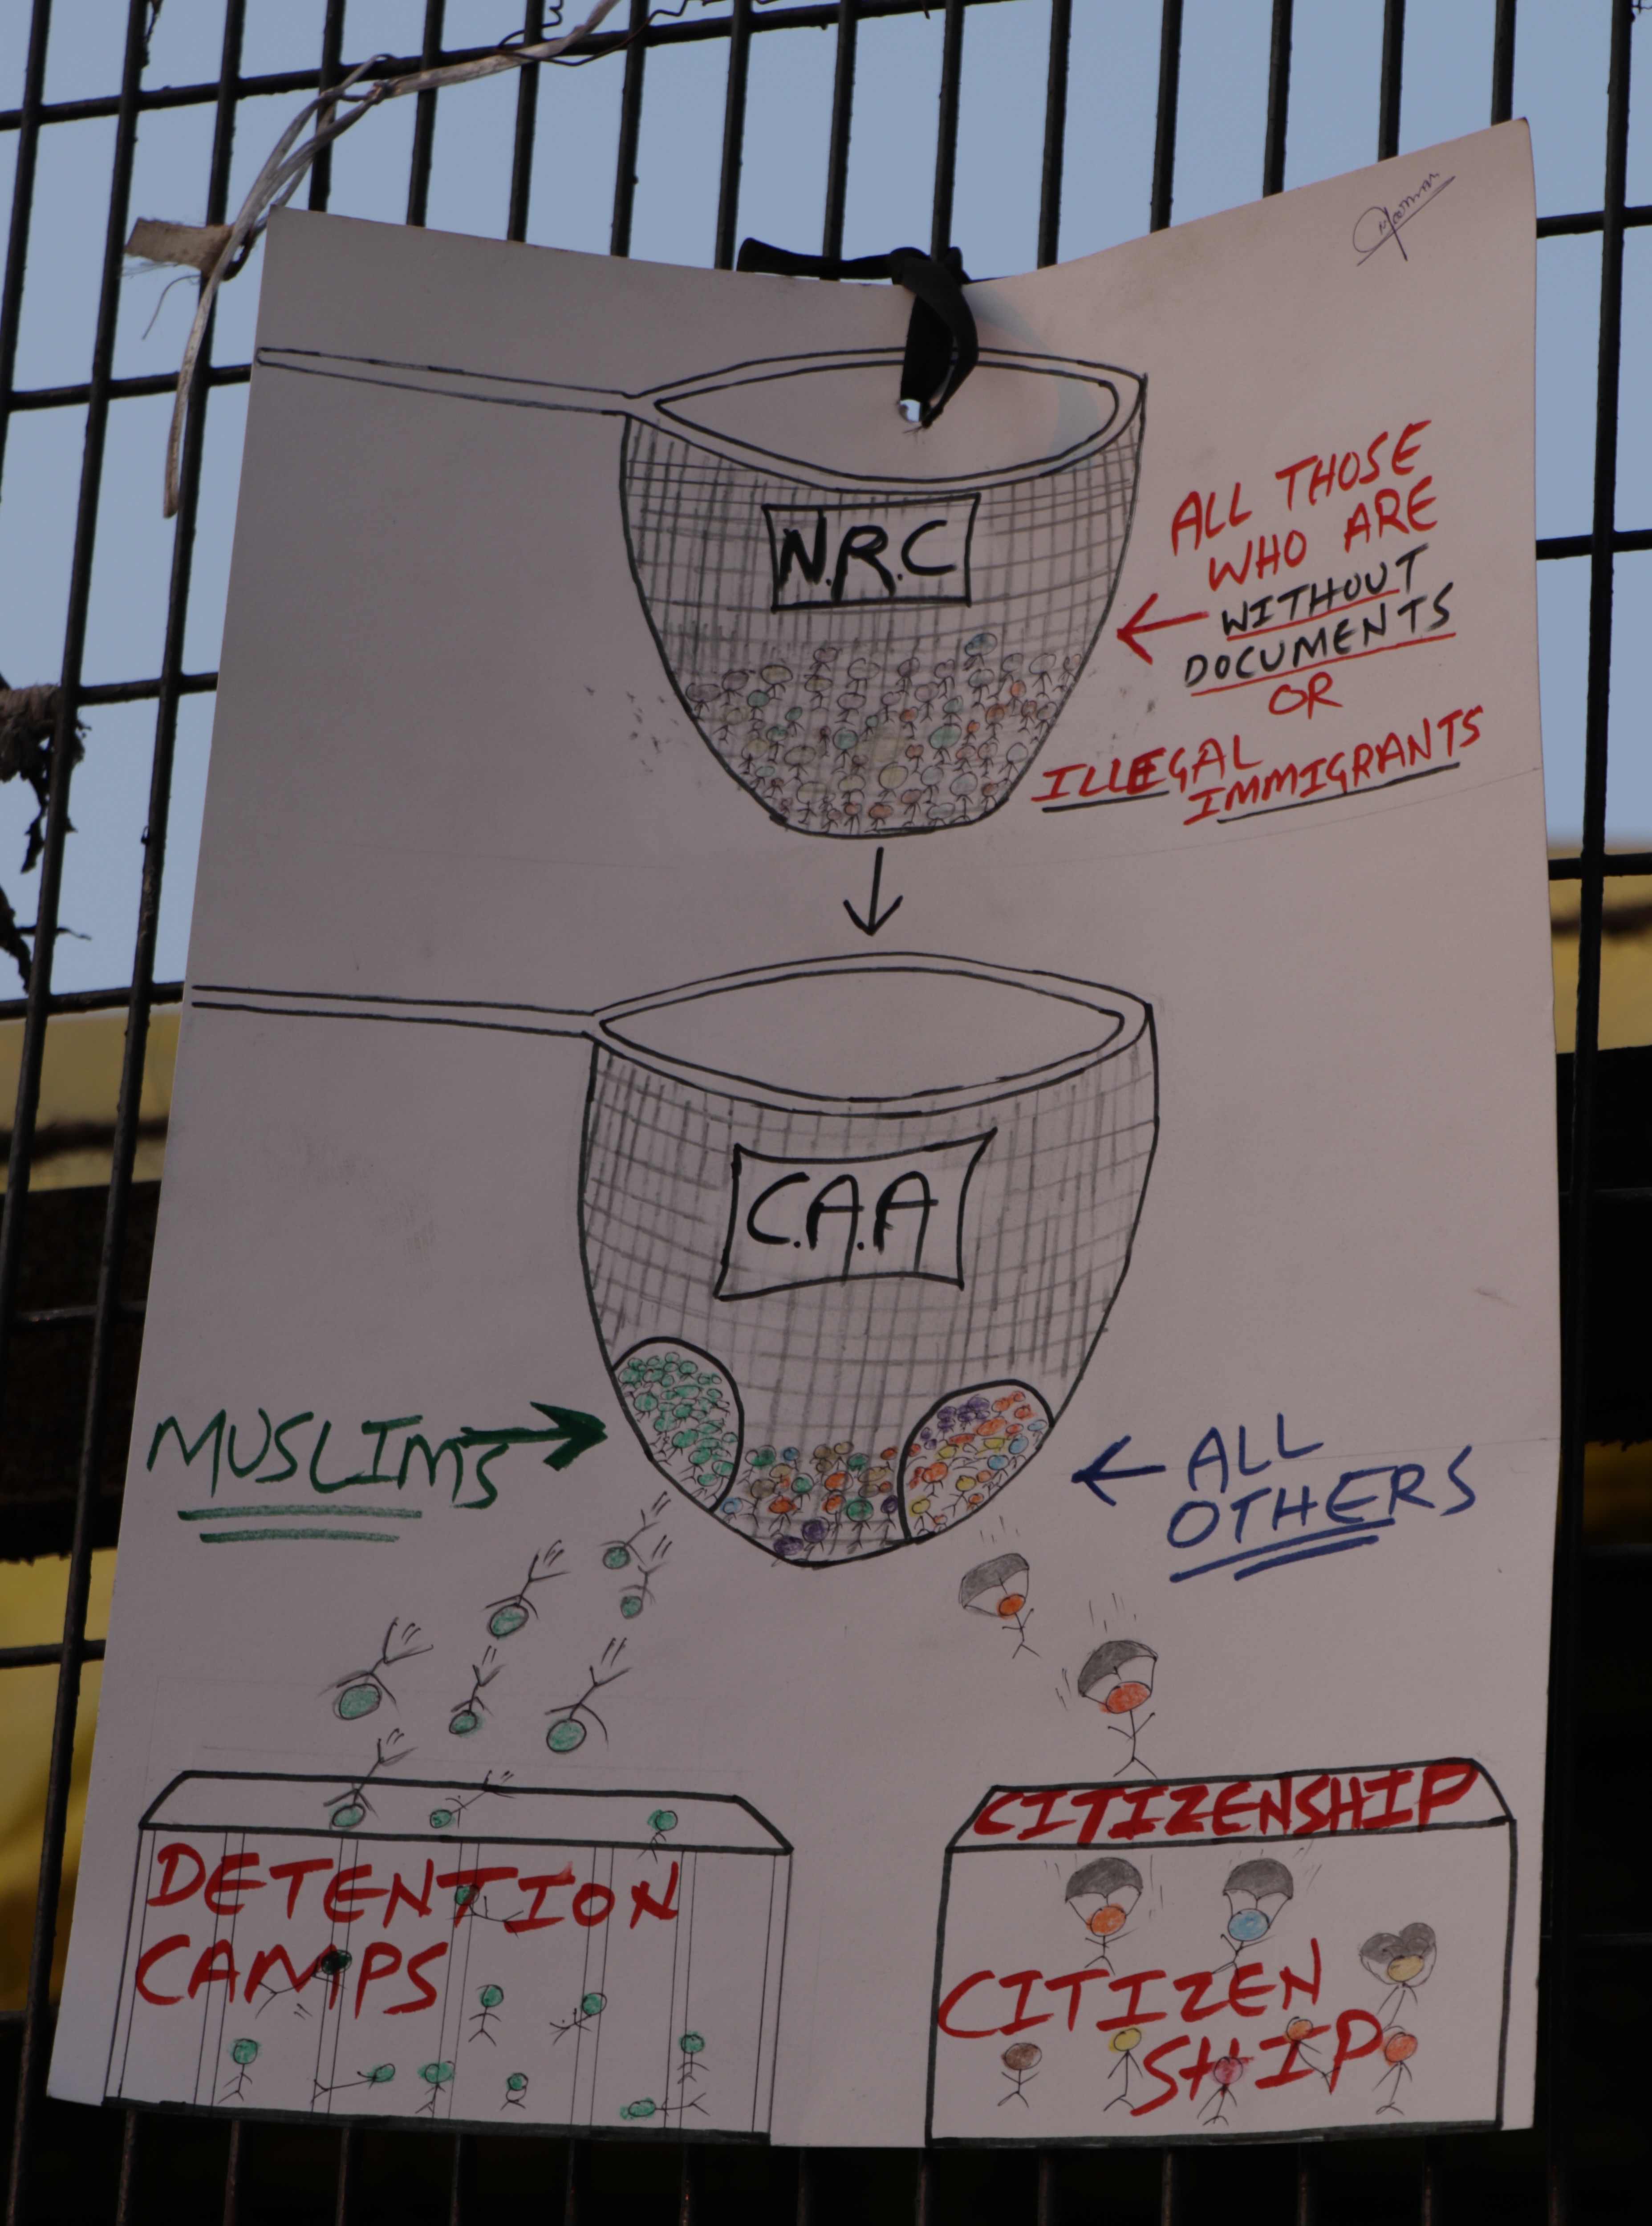 N.R.C
ALL THOSE
WHO ARE
WITHOUT
DOCUMENTS
OR
ILLEGAL
IMMIGRANTS
C.A.A
MUSLIMS
ALL
OTHERS
DETENTION
CAMPS
CITIZENSHIP
CITIZEN
SHIP